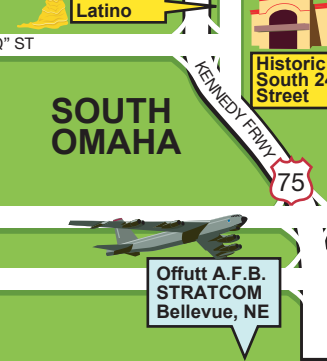 Latino
Q" ST
Historic
South 24
Street
KENNEDY FRWY
SOUTH
OMAHA
75
Offutt A.F.B.
STRATCOM
Bellevue, NE